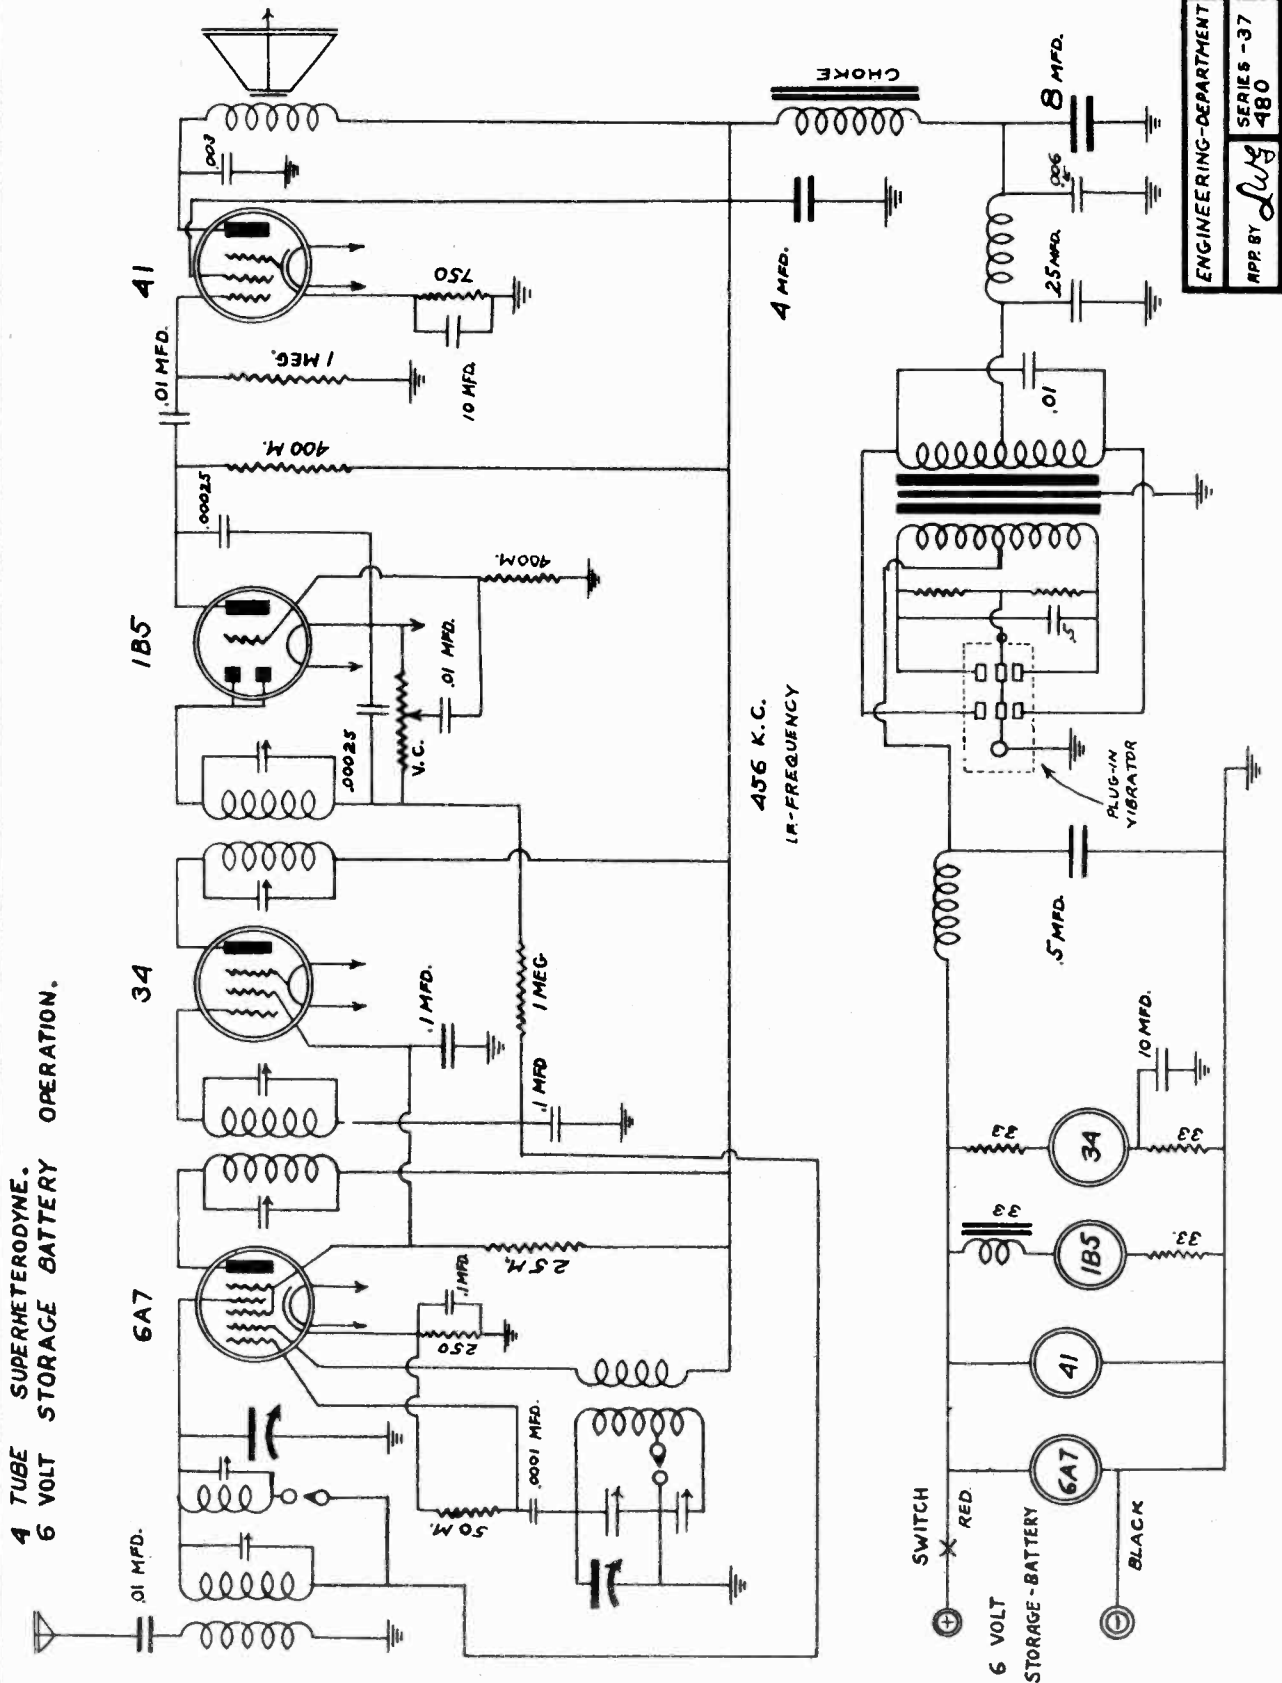 4 TUBE SUPERHETERODYNE.
6 VOLT STORAGE BATTERY OPERATION.
6A7
34
1B5
41
.01 MFD.
.01 MFD.
.00025
400 M.
1 MEG.
.003
50 M.
250
.1 MFD.
25 M.
.1 MFD.
.00025
V.C.
.01 MFD.
400M.
10 MFD.
750
.0001 MFD.
.1 MFD
1 MEG
456 K.C.
I.F.-FREQUENCY
4 MFD.
CHOKE
SWITCH
RED.
6 VOLT
STORAGE-BATTERY
BLACK
6A7
41
33
1B5
33.
33
34
33
10 MFD.
.5 MFD.
PLUG-IN
VIBRATOR
.5
.01
.25 MFD.
.006
8 MFD.
ENGINEERING-DEPARTMENT
APP. BY
SERIES-37
480